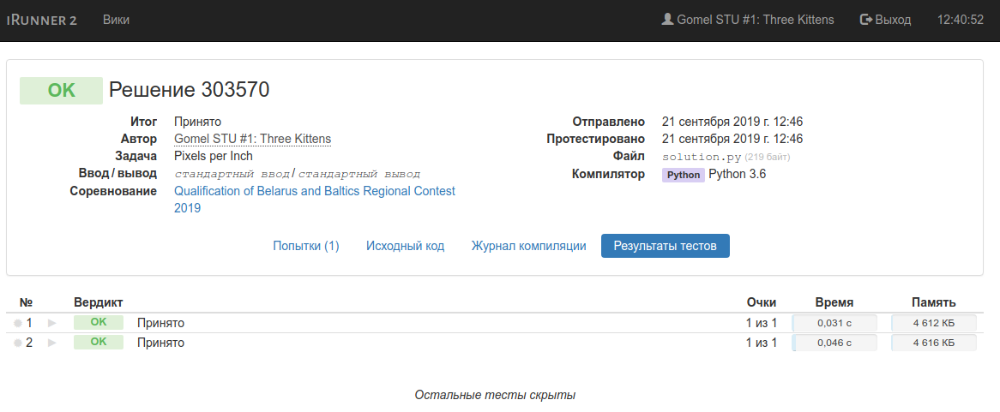 iRunner 2 Вики Gomel STU #1: Three Kittens Выход 12:40:52
OK Решение 303570
Итог Принято
Автор Gomel STU #1: Three Kittens
Задача Pixels per Inch
Ввод / вывод стандартный ввод / стандартный вывод
Соревнование Qualification of Belarus and Baltics Regional Contest
2019
Отправлено 21 сентября 2019 г. 12:46
Протестировано 21 сентября 2019 г. 12:46
Файл solution.py (219 байт)
Компилятор Python Python 3.6
Попытки (1) Исходный код Журнал компиляции Результаты тестов
№ Вердикт Очки Время Память
1 OK Принято 1 из 1 0,031 с 4 612 КБ
2 OK Принято 1 из 1 0,046 с 4 616 КБ
Остальные тесты скрыты